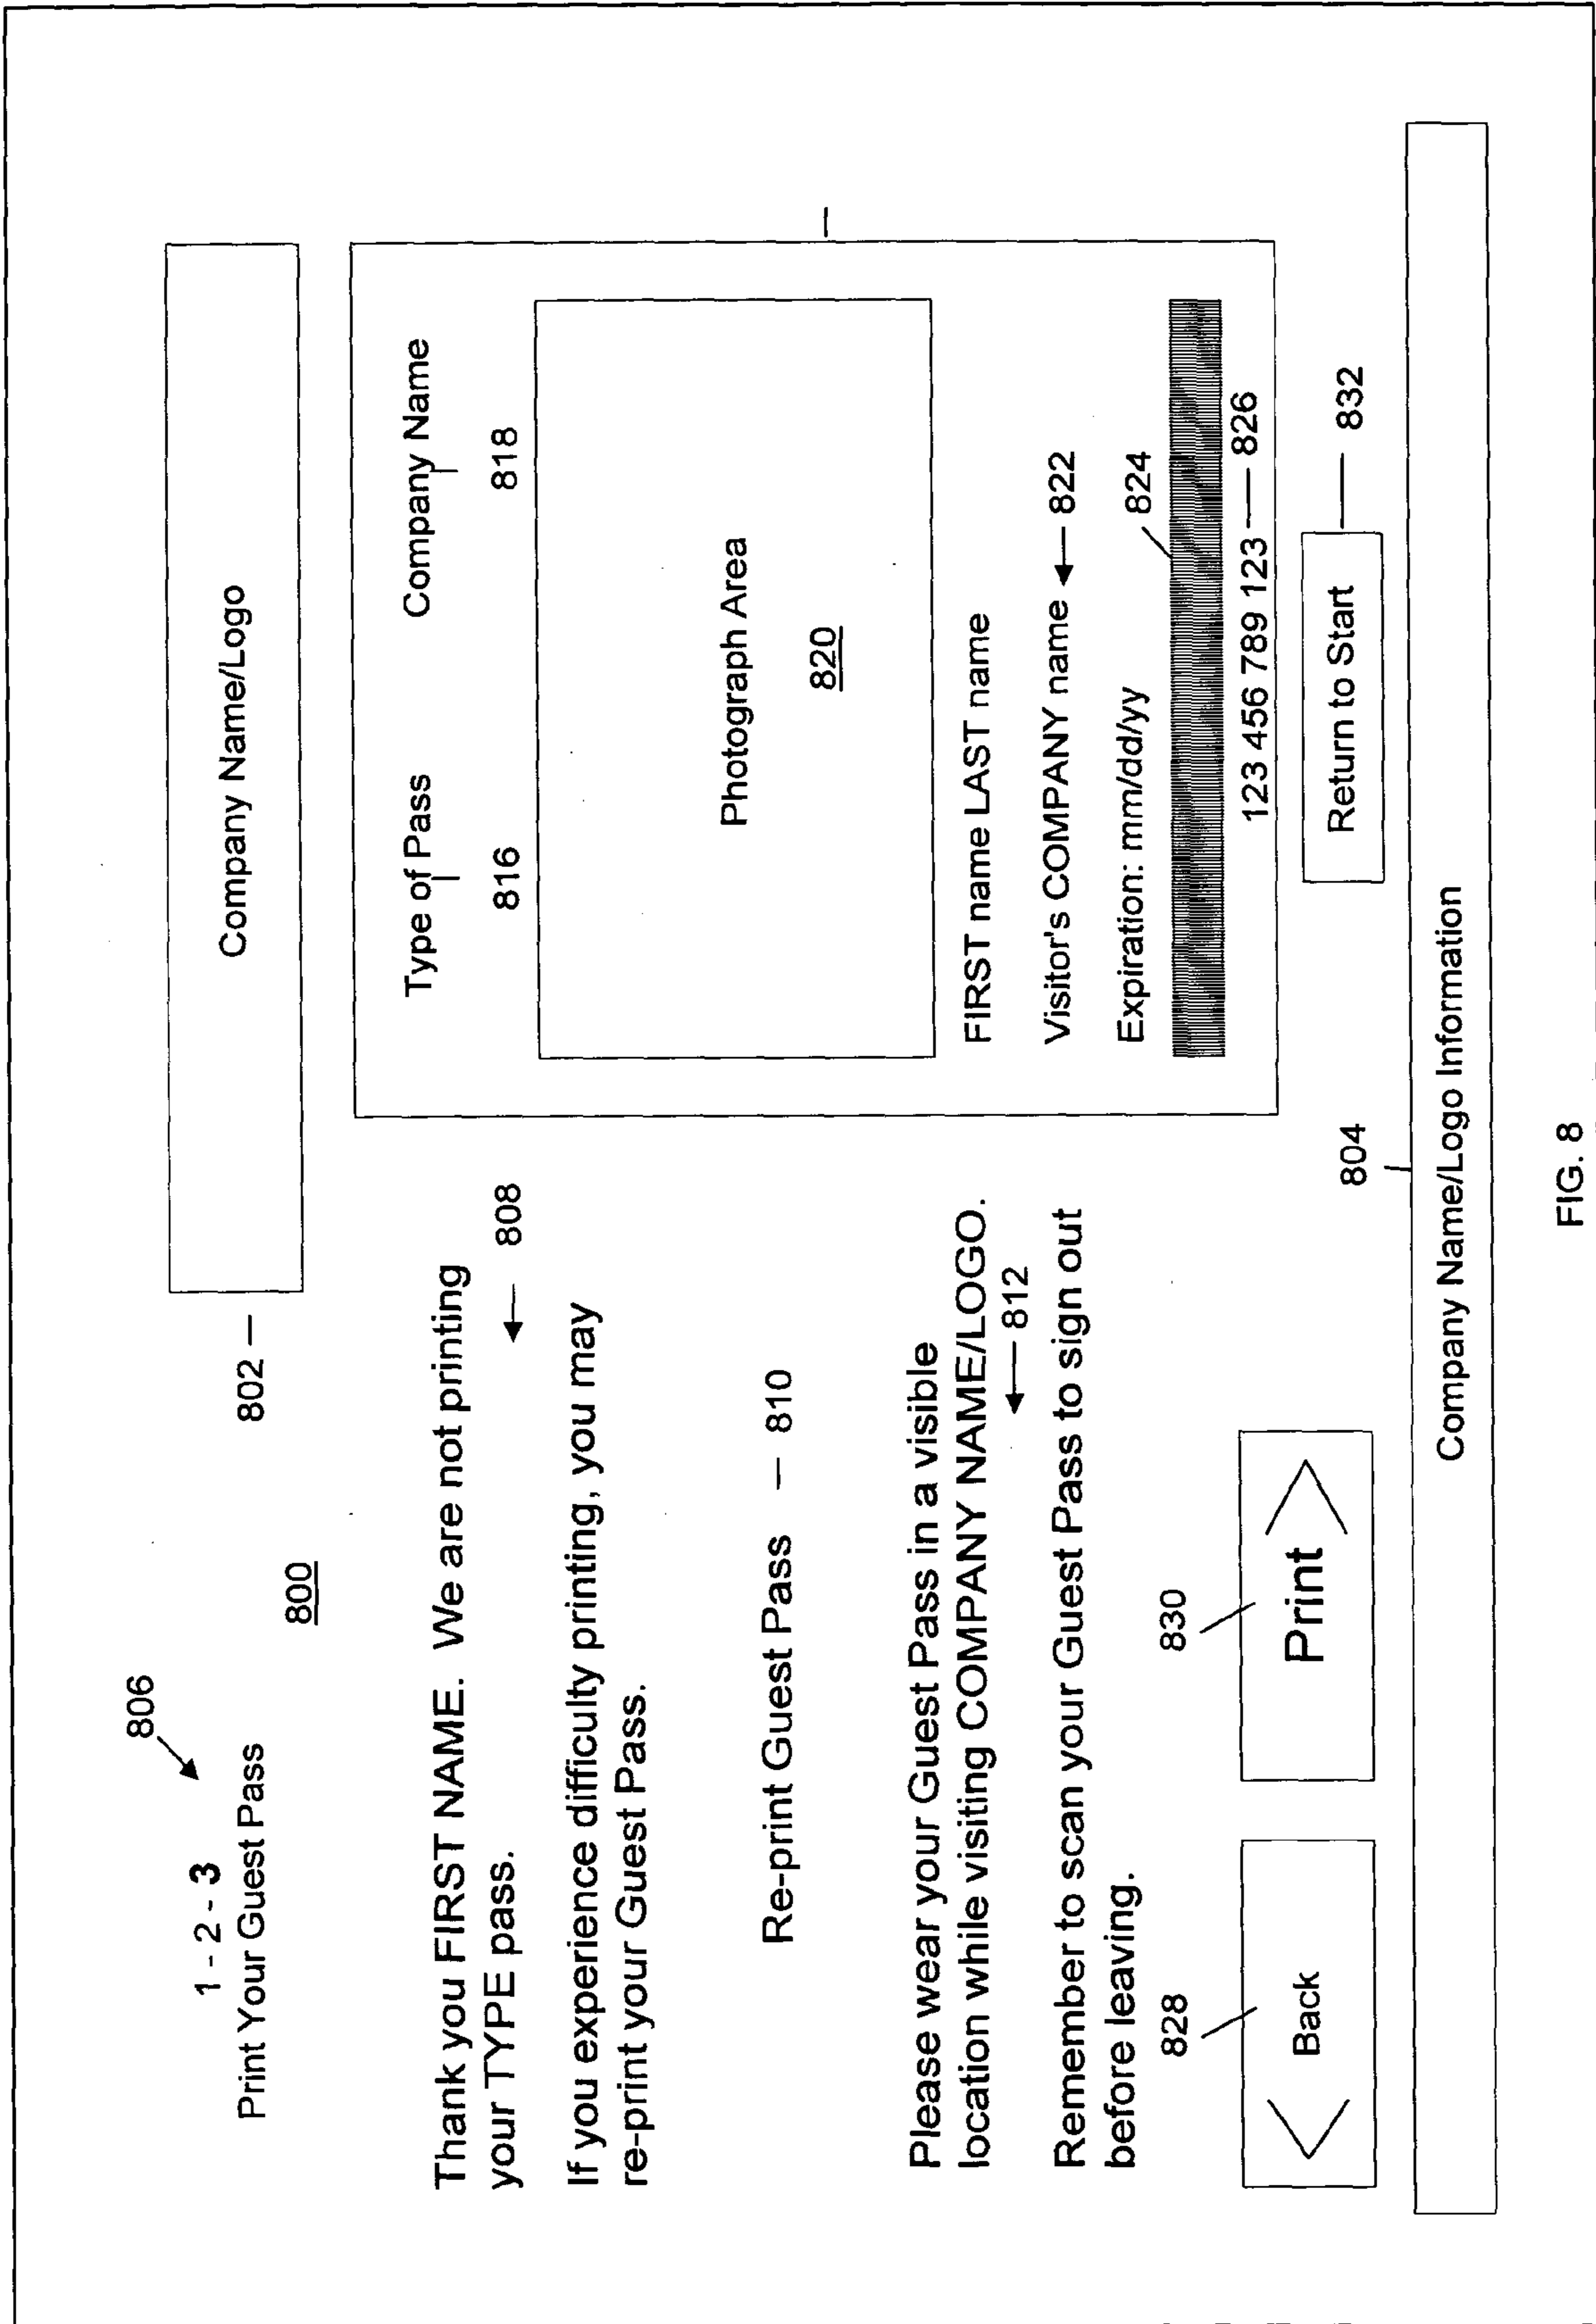 806
1 - 2 - 3
Print Your Guest Pass
800
802
Company Name/Logo
Thank you FIRST NAME. We are not printing
your TYPE pass.
808
If you experience difficulty printing, you may
re-print your Guest Pass.
Re-print Guest Pass
810
Please wear your Guest Pass in a visible
location while visiting COMPANY NAME/LOGO.
812
Remember to scan your Guest Pass to sign out
before leaving.
Type of Pass
Company Name
816
818
Photograph Area
820
FIRST name LAST name
Visitor's COMPANY name
822
Expiration: mm/dd/yy
824
123 456 789 123
826
828
830
Back
Print
Return to Start
832
804
Company Name/Logo Information
FIG. 8